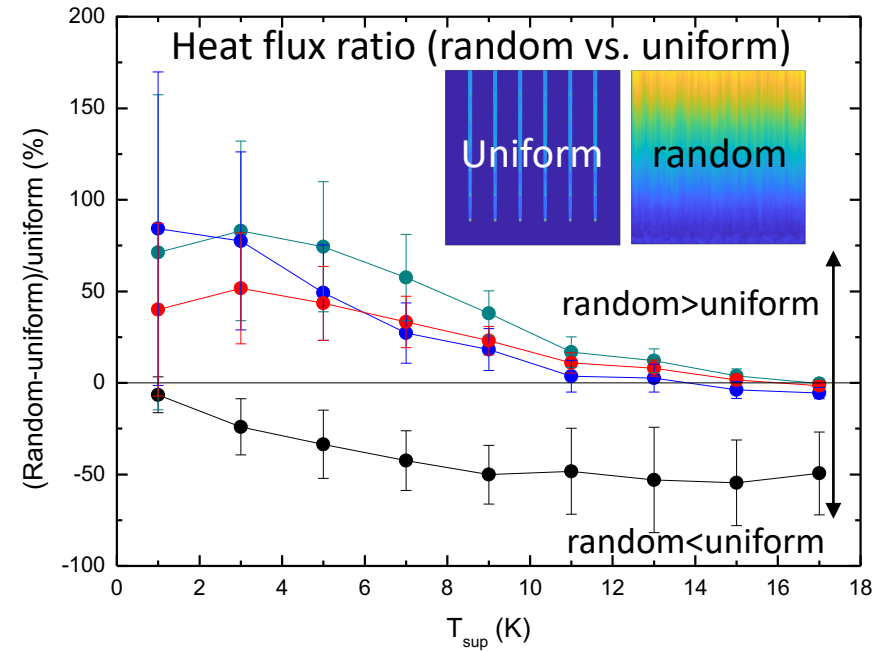 Heat flux ratio (random vs. uniform)
Uniform
random
random>uniform
random<uniform
(Random-uniform)/uniform (%)
200
150
100
50
0
-50
-100
0 2 4 6 8 10 12 14 16 18
T_sup (K)